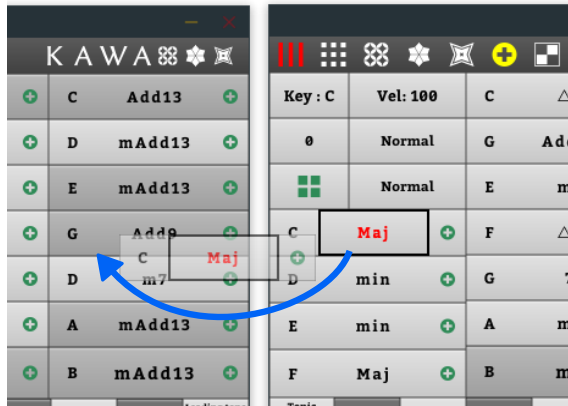 KAWA
C Add13
D mAdd13
E mAdd13
G Add9
C Maj
D m7
A mAdd13
B mAdd13
Key : C Vel: 100 C △
0 Normal G
Normal E m
C Maj F △
D min G 7
E min A m
F Maj B m